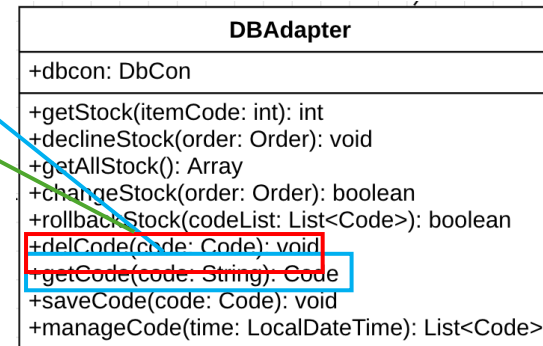 DBAdapter
+dbcon: DbCon
+getStock(itemCode: int): int
+declineStock(order: Order): void
+getAllStock(): Array
+changeStock(order: Order): boolean
+rollbackStock(codeList: List<Code>): boolean
+delCode(code: Code): void
+getCode(code: String): Code
+saveCode(code: Code): void
+manageCode(time: LocalDateTime): List<Code>